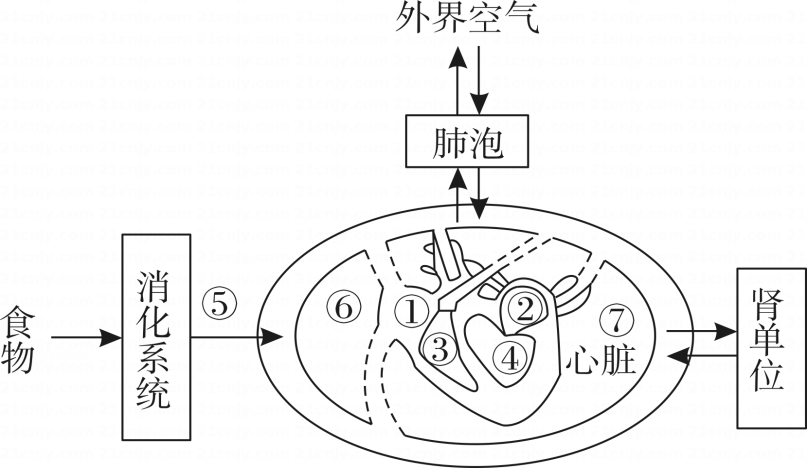 外界空气
肺泡
食物
消化系统
⑤
⑥
①
②
③
④
⑦
心脏
肾单位